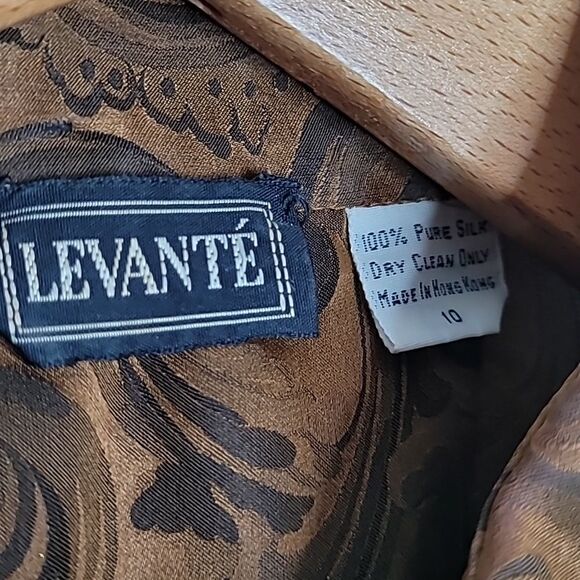 LEVANTÉ
100% PURE SILK
DRY CLEAN ONLY
MADE IN HONG KONG
10